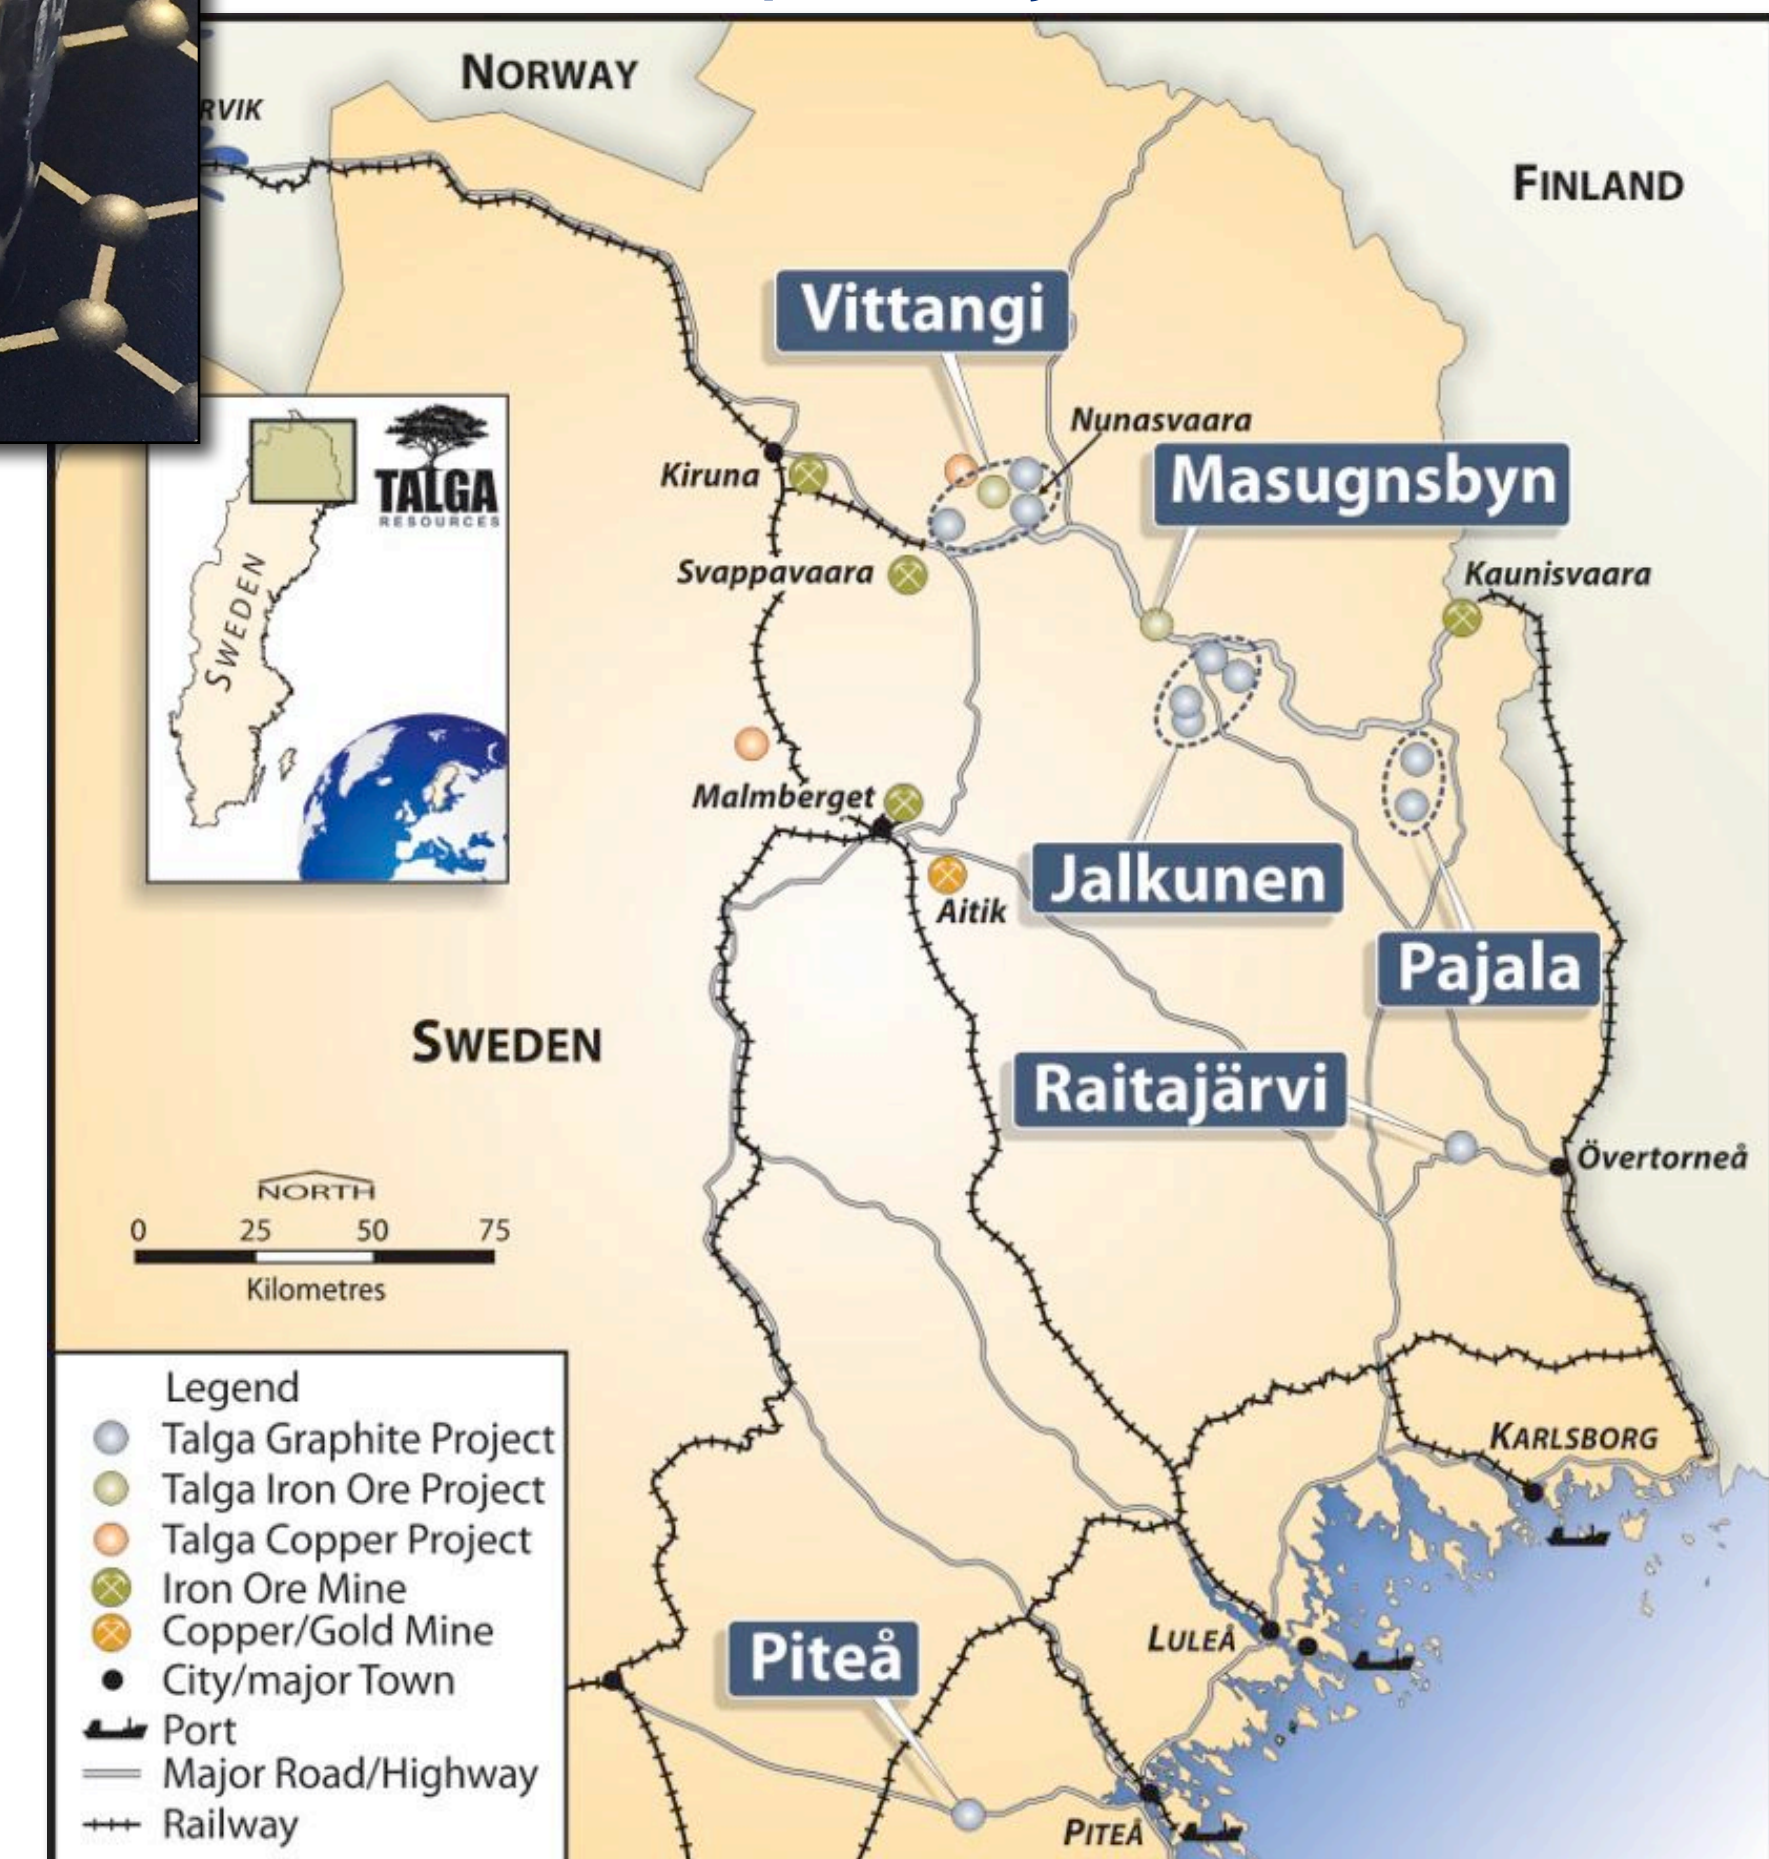 NORWAY
RVIK
FINLAND
Vittangi
Nunasvaara
Masugnsbyn
Kiruna
TALGA
RESOURCES
Svappavaara
Kaunisvaara
SWEDEN
Malmberget
Jalkunen
Aitik
Pajala
SWEDEN
Raitajärvi
Övertorneå
NORTH
0 25 50 75
Kilometres
Legend
Talga Graphite Project
Talga Iron Ore Project
Talga Copper Project
Iron Ore Mine
Copper/Gold Mine
City/major Town
Port
Major Road/Highway
Railway
KARLSBORG
LULEÅ
Piteå
PITEÅ